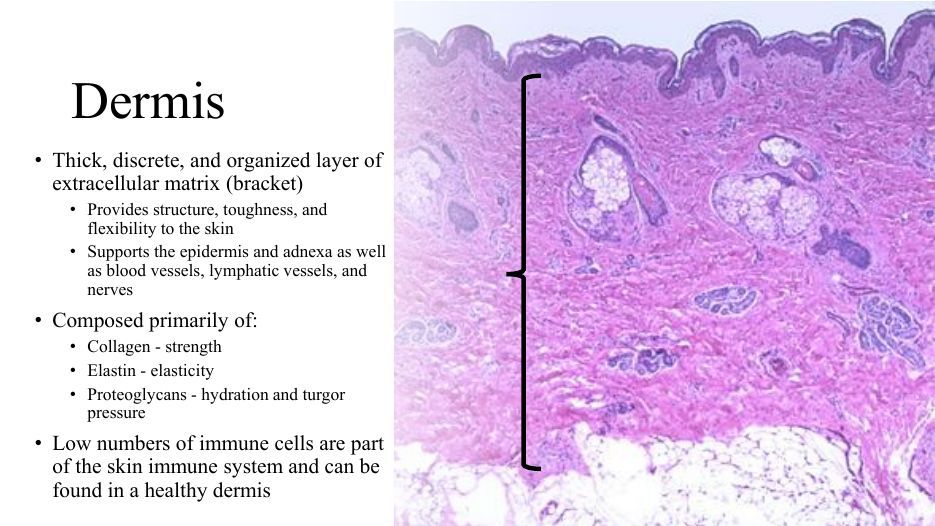 Dermis
• Thick, discrete, and organized layer of
extracellular matrix (bracket)
• Provides structure, toughness, and
flexibility to the skin
• Supports the epidermis and adnexa as well
as blood vessels, lymphatic vessels, and
nerves
• Composed primarily of:
• Collagen - strength
• Elastin - elasticity
• Proteoglycans - hydration and turgor
pressure
• Low numbers of immune cells are part
of the skin immune system and can be
found in a healthy dermis